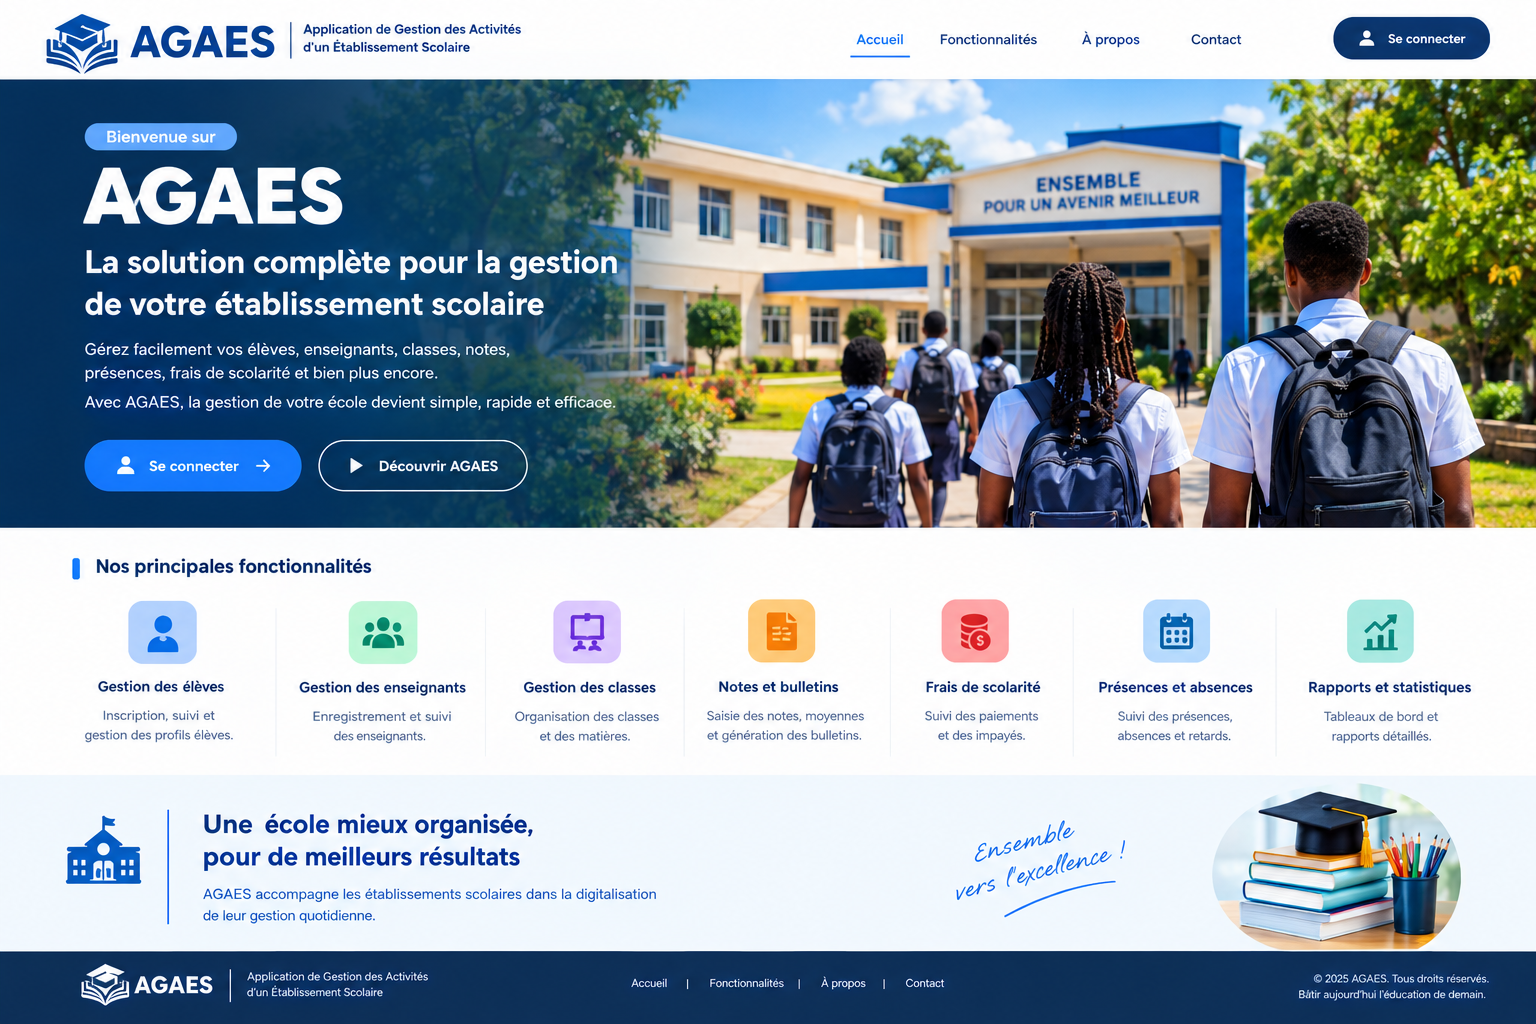 AGAES
Application de Gestion des Activités
d'un Établissement Scolaire
Accueil
Fonctionnalités
À propos
Contact
Se connecter
Bienvenue sur
AGAES
La solution complète pour la gestion
de votre établissement scolaire
Gérez facilement vos élèves, enseignants, classes, notes,
présences, frais de scolarité et bien plus encore.
Avec AGAES, la gestion de votre école devient simple, rapide et efficace.
Se connecter
Découvrir AGAES
ENSEMBLE
POUR UN AVENIR MEILLEUR
Nos principales fonctionnalités
Gestion des élèves
Inscription, suivi et
gestion des profils élèves.
Gestion des enseignants
Enregistrement et suivi
des enseignants.
Gestion des classes
Organisation des classes
et des matières.
Notes et bulletins
Saisie des notes, moyennes
et génération des bulletins.
Frais de scolarité
Suivi des paiements
et des impayés.
Présences et absences
Suivi des présences,
absences et retards.
Rapports et statistiques
Tableaux de bord et
rapports détaillés.
Une école mieux organisée,
pour de meilleurs résultats
AGAES accompagne les établissements scolaires dans la digitalisation
de leur gestion quotidienne.
Ensemble
vers l'excellence !
AGAES
Application de Gestion des Activités
d'un Établissement Scolaire
Accueil | Fonctionnalités | À propos | Contact
© 2025 AGAES. Tous droits réservés.
Bâtir aujourd'hui l'éducation de demain.